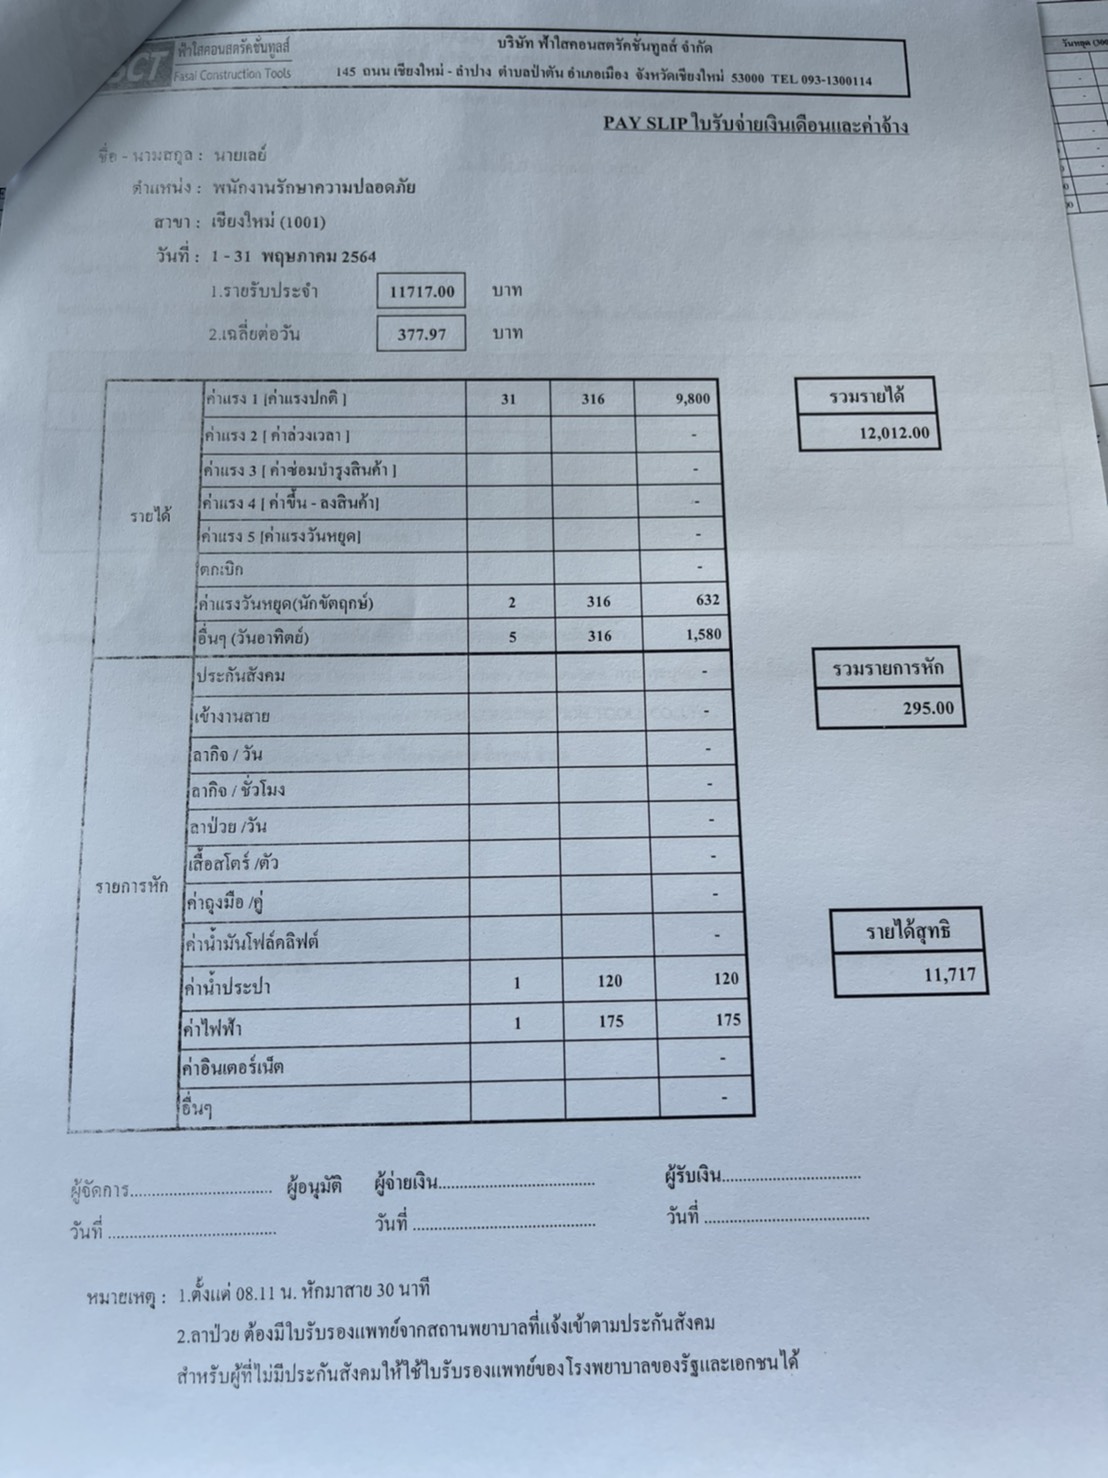 ฟ้าใสคอนสตรัคชั่นทูลส์
Fasai Construction Tools
บริษัท ฟ้าใสคอนสตรัคชั่นทูลส์ จำกัด
145 ถนน เชียงใหม่ - ลำปาง ตำบลป่าตัน อำเภอเมือง จังหวัดเชียงใหม่ 53000 TEL 093-1300114
PAY SLIP ใบรับจ่ายเงินเดือนและค่าจ้าง
ชื่อ - นามสกุล : นายเลย์
ตำแหน่ง : พนักงานรักษาความปลอดภัย
สาขา : เชียงใหม่ (1001)
วันที่ : 1 - 31 พฤษภาคม 2564
1.รายรับประจำ 11717.00 บาท
2.เฉลี่ยต่อวัน 377.97 บาท
รายได้
ค่าแรง 1 [ค่าแรงปกติ ] 31 316 9,800
ค่าแรง 2 [ ค่าล่วงเวลา ] -
ค่าแรง 3 [ ค่าซ่อมบำรุงสินค้า ] -
ค่าแรง 4 [ ค่าขึ้น - ลงสินค้า] -
ค่าแรง 5 [ค่าแรงวันหยุด] -
ตกเบิก -
ค่าแรงวันหยุด(นักขัตฤกษ์) 2 316 632
อื่นๆ (วันอาทิตย์) 5 316 1,580
รวมรายได้
12,012.00
รายการหัก
ประกันสังคม -
เข้างานสาย -
ลากิจ / วัน -
ลากิจ / ชั่วโมง -
ลาป่วย /วัน -
เสื้อสโตร์ /ตัว -
ค่าถุงมือ /คู่ -
ค่าน้ำมันโฟล์คลิฟต์ -
ค่าน้ำประปา 1 120 120
ค่าไฟฟ้า 1 175 175
ค่าอินเตอร์เน็ต -
อื่นๆ -
รวมรายการหัก
295.00
รายได้สุทธิ
11,717
ผู้จัดการ................................ ผู้อนุมัติ ผู้จ่ายเงิน.................................... ผู้รับเงิน................................
วันที่ ...................................... วันที่ .......................................... วันที่ ......................................
หมายเหตุ : 1.ตั้งแต่ 08.11 น. หักมาสาย 30 นาที
2.ลาป่วย ต้องมีใบรับรองแพทย์จากสถานพยาบาลที่แจ้งเข้าตามประกันสังคม
สำหรับผู้ที่ไม่มีประกันสังคมให้ใช้ใบรับรองแพทย์ของโรงพยาบาลของรัฐและเอกชนได้